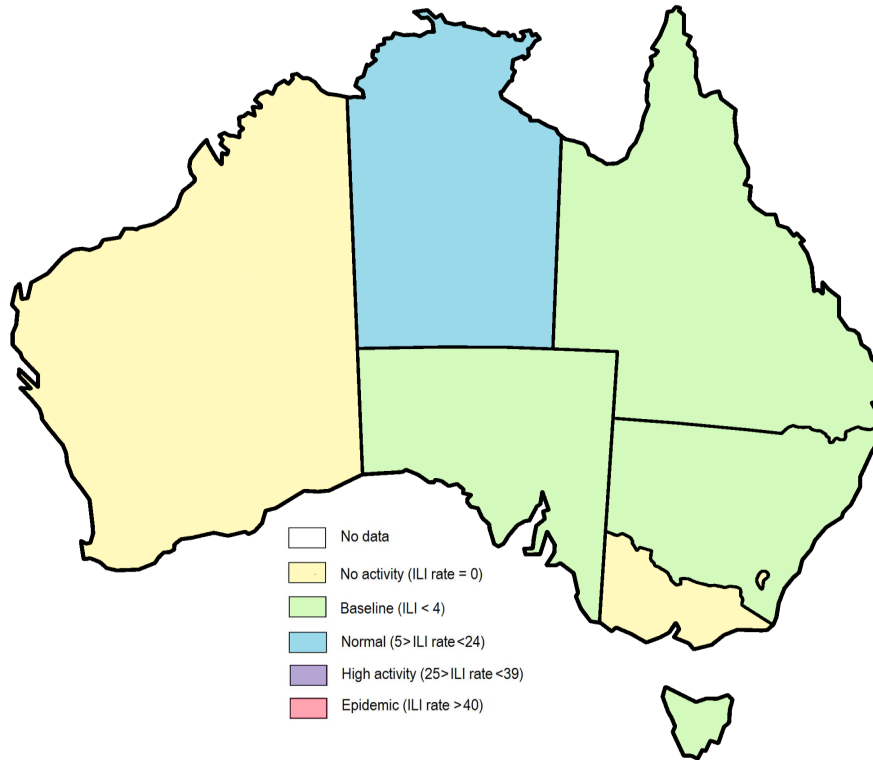 No data
No activity (ILI rate = 0)
Baseline (ILI < 4)
Normal (5>ILI rate<24)
High activity (25>ILI rate<39)
Epidemic (ILI rate >40)